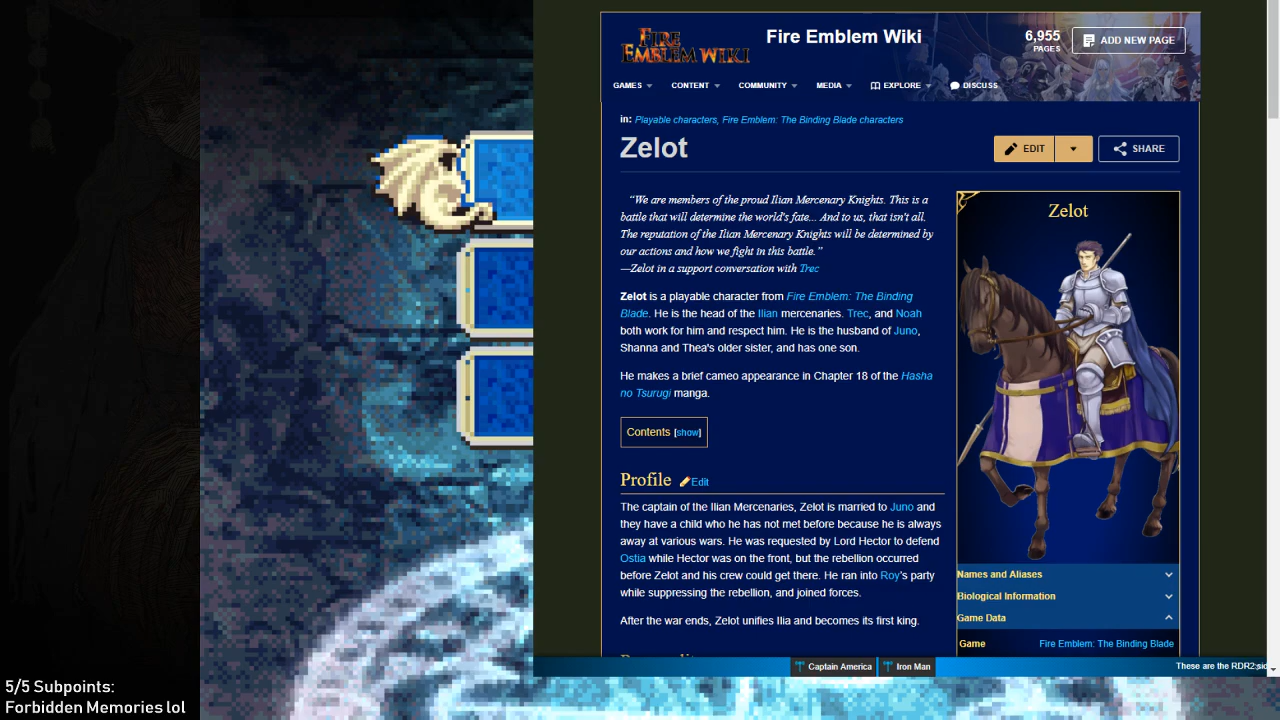 FIRE
EMBLEM WIKI
Fire Emblem Wiki
6,955
PAGES
ADD NEW PAGE
GAMES
CONTENT
COMMUNITY
MEDIA
EXPLORE
DISCUSS
in: Playable characters, Fire Emblem: The Binding Blade characters
Zelot
EDIT
SHARE
“We are members of the proud Ilian Mercenary Knights. This is a
battle that will determine the world's fate... And to us, that isn't all.
The reputation of the Ilian Mercenary Knights will be determined by
our actions and how we fight in this battle.”
—Zelot in a support conversation with Trec
Zelot is a playable character from Fire Emblem: The Binding
Blade. He is the head of the Ilian mercenaries. Trec, and Noah
both work for him and respect him. He is the husband of Juno,
Shanna and Thea's older sister, and has one son.
He makes a brief cameo appearance in Chapter 18 of the Hasha
no Tsurugi manga.
Contents [show]
Profile Edit
The captain of the Ilian Mercenaries, Zelot is married to Juno and
they have a child who he has not met before because he is always
away at various wars. He was requested by Lord Hector to defend
Ostia while Hector was on the front, but the rebellion occurred
before Zelot and his crew could get there. He ran into Roy's party
while suppressing the rebellion, and joined forces.
After the war ends, Zelot unifies Ilia and becomes its first king.
Zelot
Names and Aliases
Biological Information
Game Data
Game Fire Emblem: The Binding Blade
Captain America
Iron Man
These are the RDR2
5/5 Subpoints:
Forbidden Memories lol